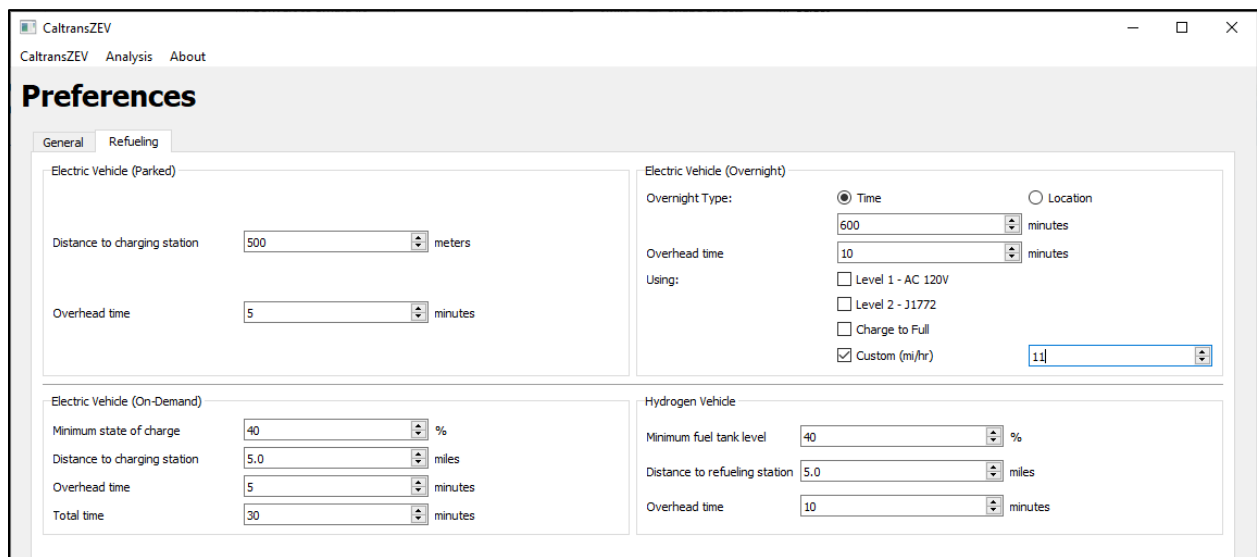 CaltransZEV
CaltransZEV Analysis About
Preferences
General Refueling
Electric Vehicle (Parked)
Distance to charging station 500 meters
Overhead time 5 minutes
Electric Vehicle (Overnight)
Overnight Type: Time Location
600 minutes
Overhead time 10 minutes
Using: Level 1 - AC 120V
Level 2 - J1772
Charge to Full
Custom (mi/hr) 11
Electric Vehicle (On-Demand)
Minimum state of charge 40 %
Distance to charging station 5.0 miles
Overhead time 5 minutes
Total time 30 minutes
Hydrogen Vehicle
Minimum fuel tank level 40 %
Distance to refueling station 5.0 miles
Overhead time 10 minutes